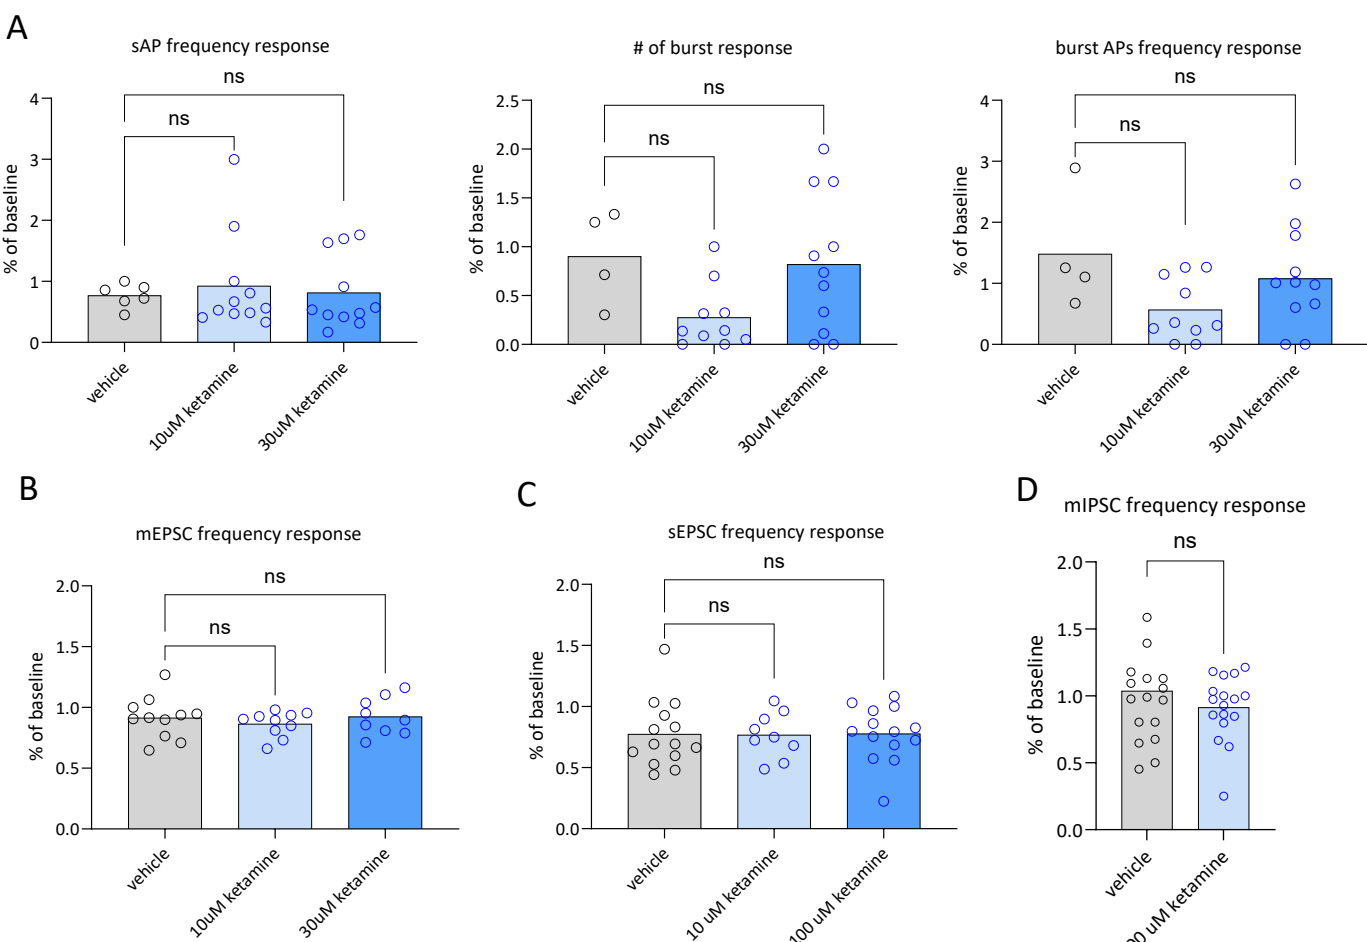 A
sAP frequency response
ns
ns
% of baseline
4
3
2
1
0
vehicle
10uM ketamine
30uM ketamine
# of burst response
ns
ns
% of baseline
2.5
2.0
1.5
1.0
0.5
0.0
vehicle
10uM ketamine
30uM ketamine
burst APs frequency response
ns
ns
% of baseline
4
3
2
1
0
vehicle
10uM ketamine
30uM ketamine
B
mEPSC frequency response
ns
ns
% of baseline
2.0
1.5
1.0
0.5
0.0
vehicle
10uM ketamine
30uM ketamine
C
sEPSC frequency response
ns
ns
% of baseline
2.0
1.5
1.0
0.5
0.0
vehicle
10 uM ketamine
100 uM ketamine
D
mIPSC frequency response
ns
% of baseline
2.0
1.5
1.0
0.5
0.0
vehicle
uM ketamine